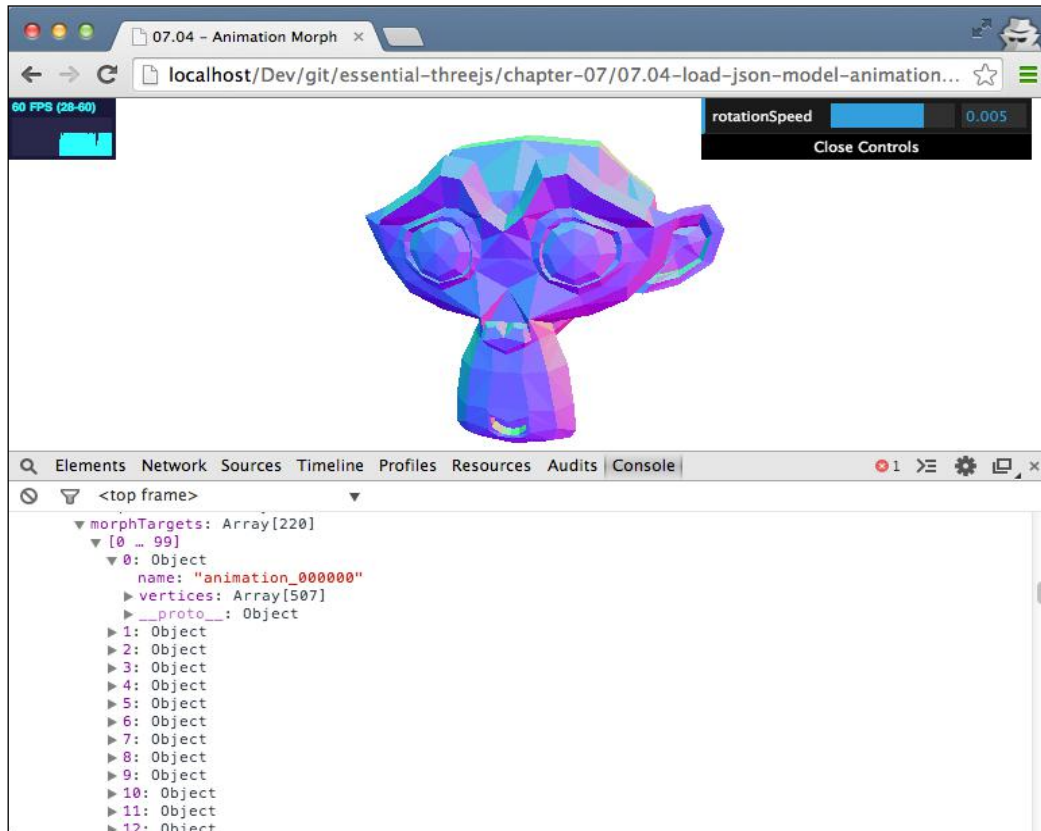 07.04 – Animation Morph ×
localhost/Dev/git/essential-threejs/chapter-07/07.04-load-json-model-animation...
60 FPS (28-60)
rotationSpeed 0.005
Close Controls
Elements Network Sources Timeline Profiles Resources Audits Console 1
<top frame>
morphTargets: Array[220]
[0 … 99]
0: Object
name: "animation_000000"
vertices: Array[507]
__proto__: Object
1: Object
2: Object
3: Object
4: Object
5: Object
6: Object
7: Object
8: Object
9: Object
10: Object
11: Object
12: Object